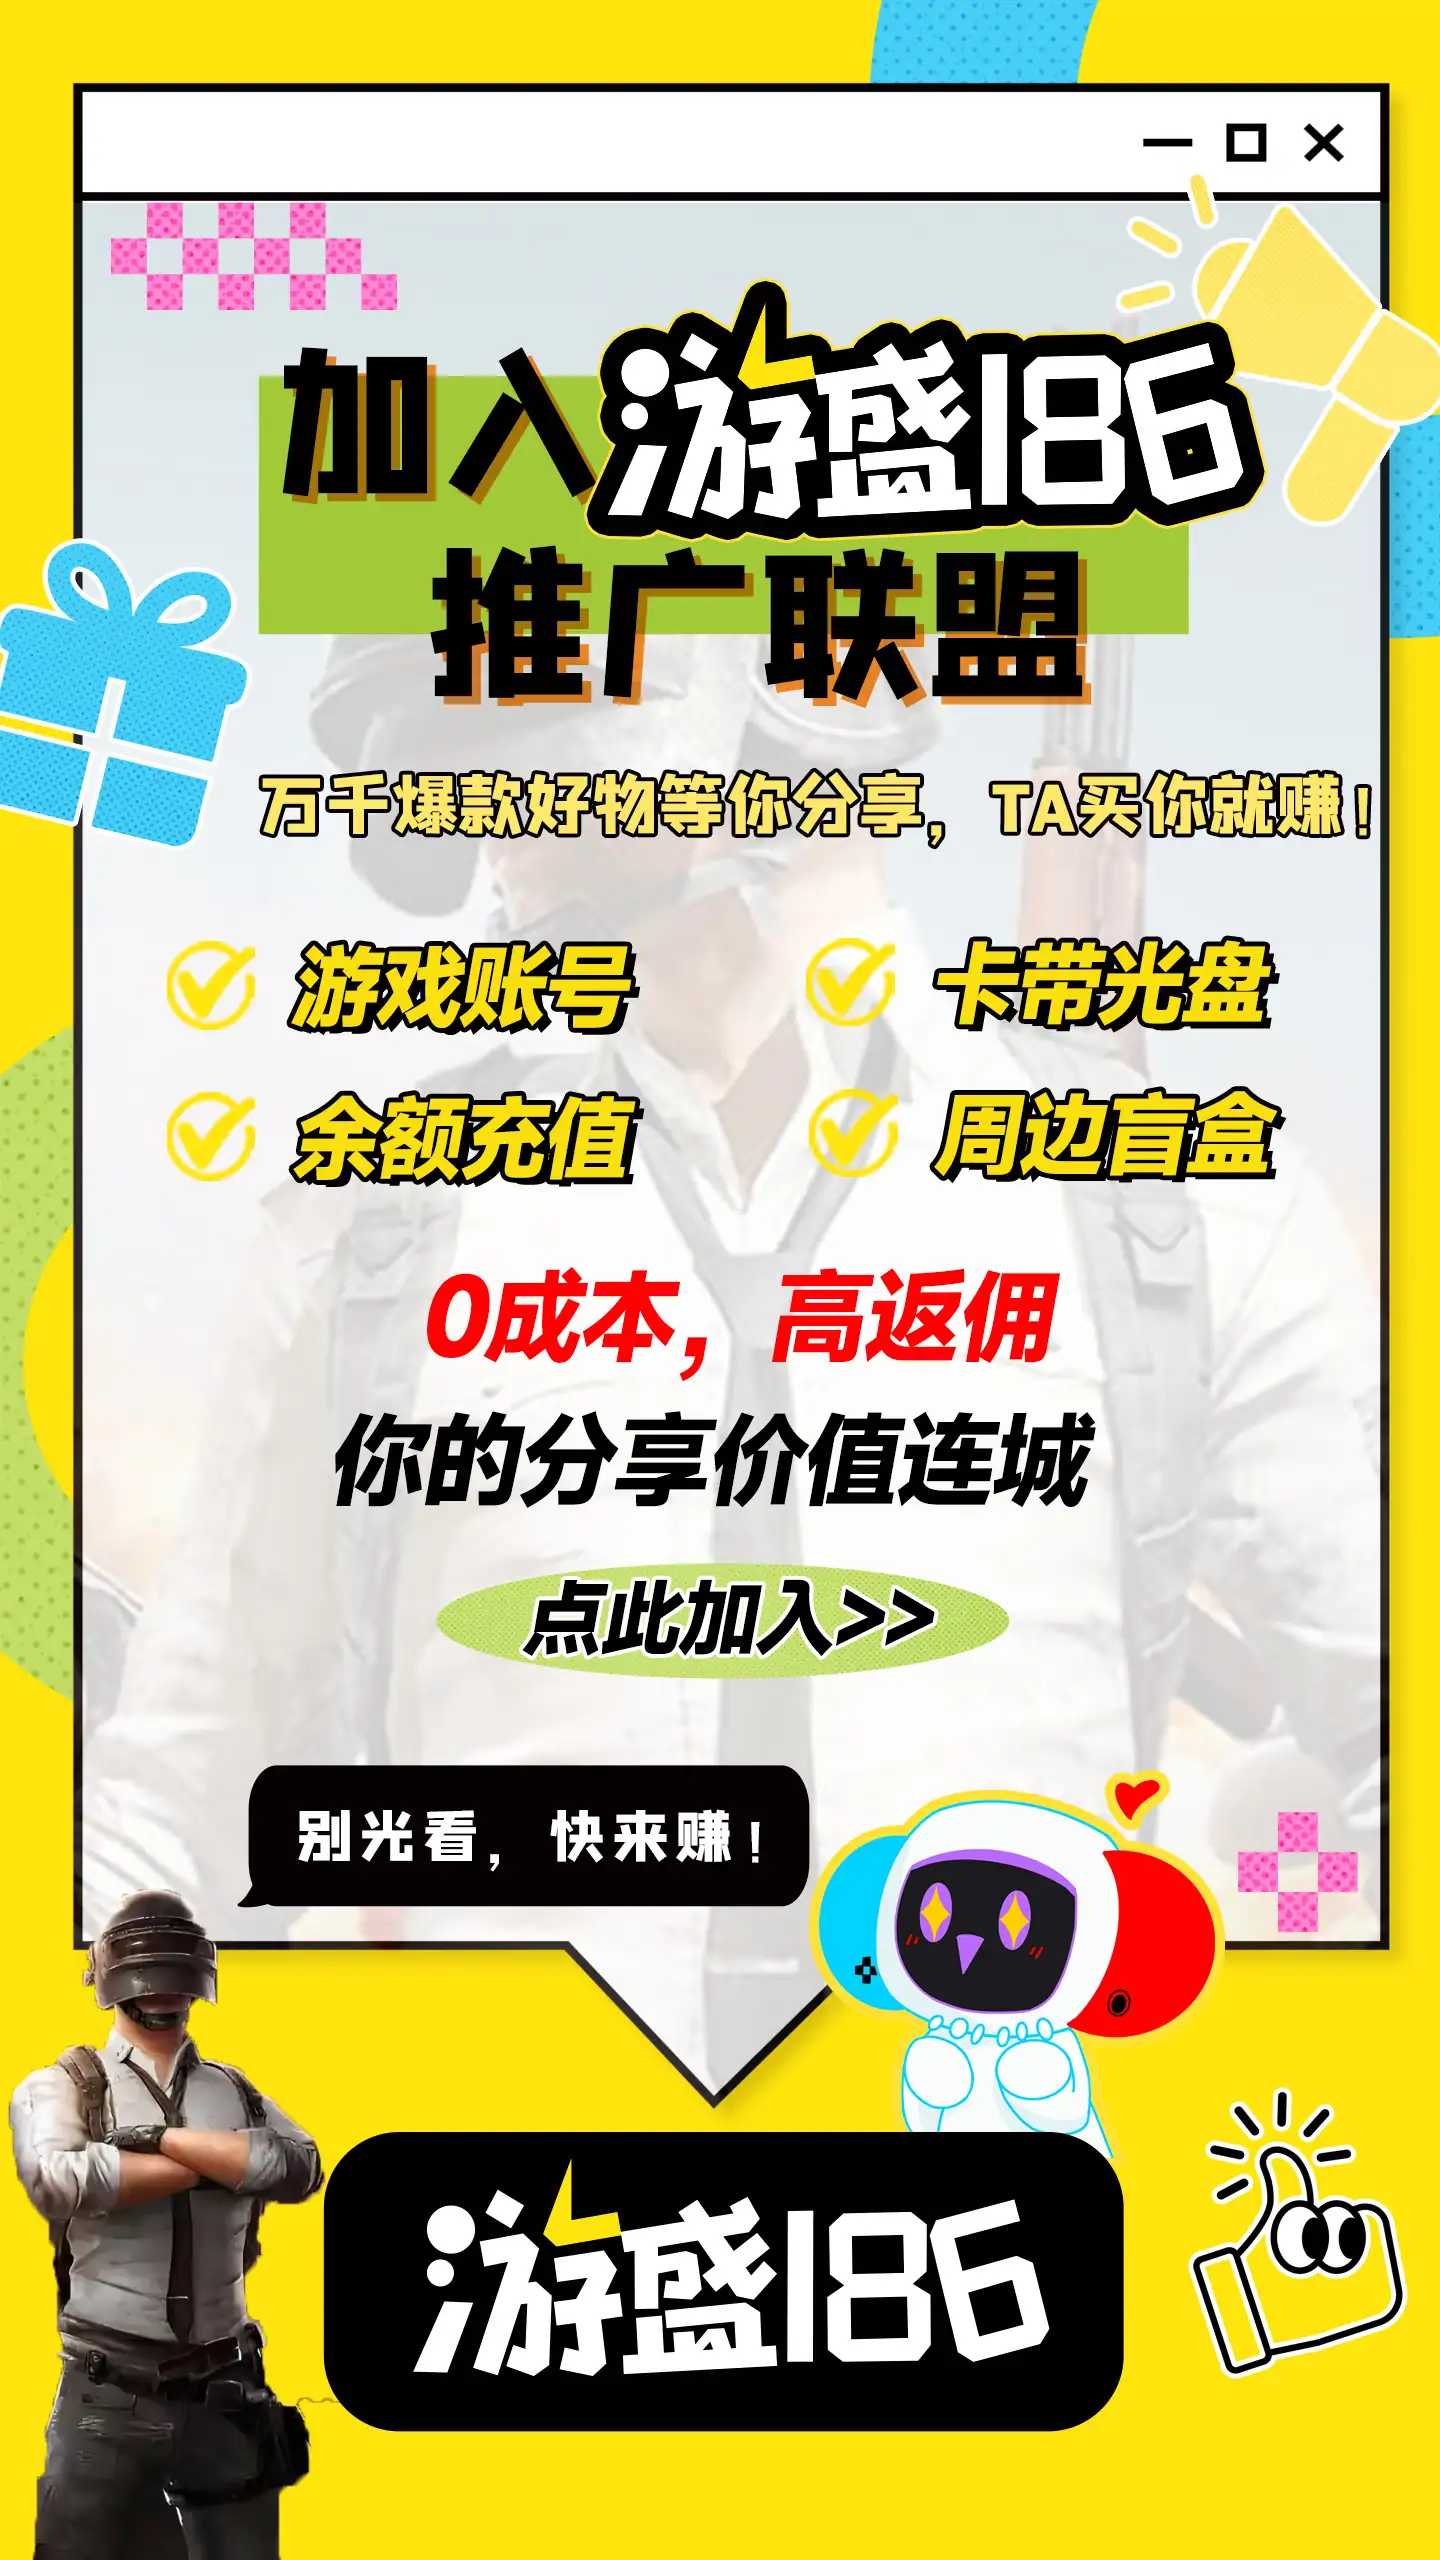 加入游盛186
推广联盟
万千爆款好物等你分享，TA买你就赚！
游戏账号 卡带光盘
余额充值 周边盲盒
0成本，高返佣
你的分享价值连城
点此加入>>
别光看，快来赚！
游盛186